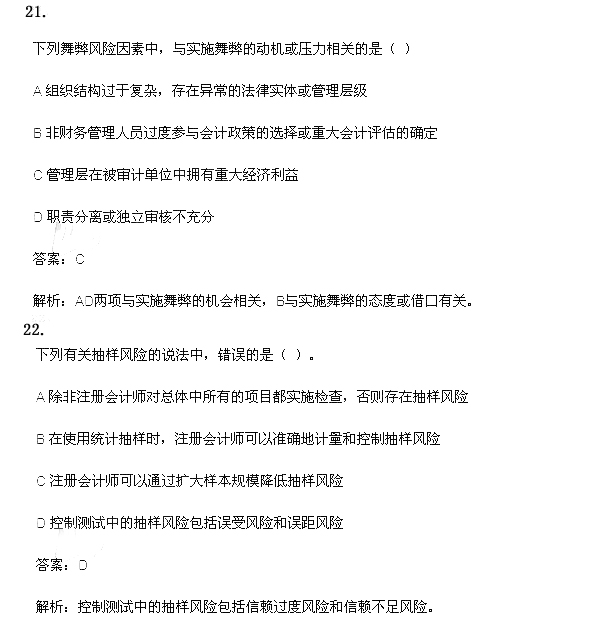 21.
下列舞弊风险因素中，与实施舞弊的动机或压力相关的是（ ）
A 组织结构过于复杂，存在异常的法律实体或管理层级
B 非财务管理人员过度参与会计政策的选择或重大会计评估的确定
C 管理层在被审计单位中拥有重大经济利益
D 职责分离或独立审核不充分
答案：C
解析：AD两项与实施舞弊的机会相关，B与实施舞弊的态度或借口有关。
22.
下列有关抽样风险的说法中，错误的是（ ）。
A 除非注册会计师对总体中所有的项目都实施检查，否则存在抽样风险
B 在使用统计抽样时，注册会计师可以准确地计量和控制抽样风险
C 注册会计师可以通过扩大样本规模降低抽样风险
D 控制测试中的抽样风险包括误受风险和误距风险
答案：D
解析：控制测试中的抽样风险包括信赖过度风险和信赖不足风险。